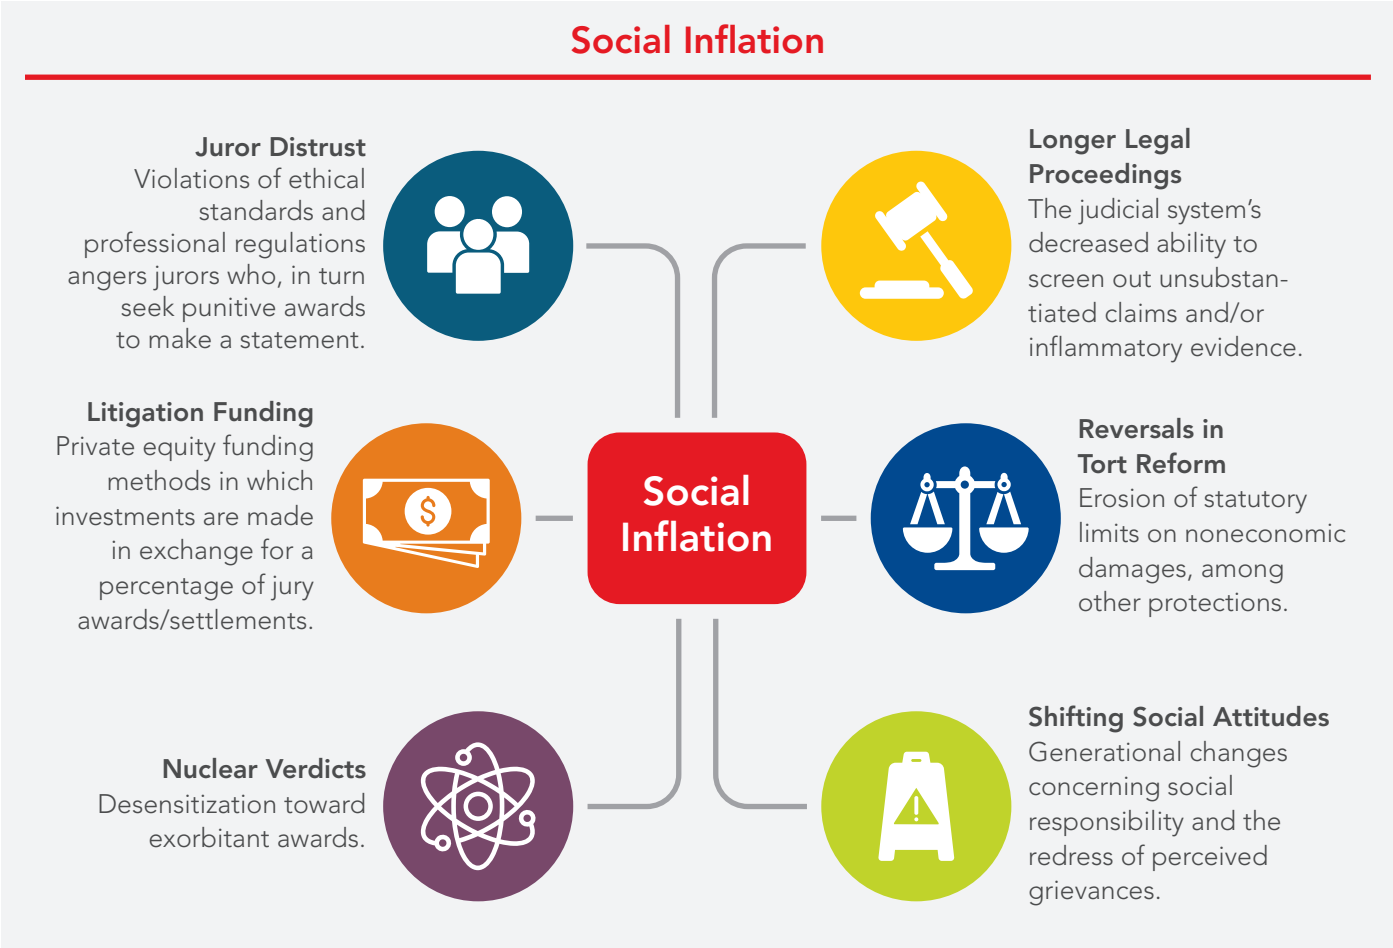 Social Inflation
Juror Distrust
Violations of ethical
standards and
professional regulations
angers jurors who, in turn
seek punitive awards
to make a statement.
Longer Legal
Proceedings
The judicial system’s
decreased ability to
screen out unsubstan-
tiated claims and/or
inflammatory evidence.
Litigation Funding
Private equity funding
methods in which
investments are made
in exchange for a
percentage of jury
awards/settlements.
$
Social
Inflation
Reversals in
Tort Reform
Erosion of statutory
limits on noneconomic
damages, among
other protections.
Nuclear Verdicts
Desensitization toward
exorbitant awards.
!
Shifting Social Attitudes
Generational changes
concerning social
responsibility and the
redress of perceived
grievances.